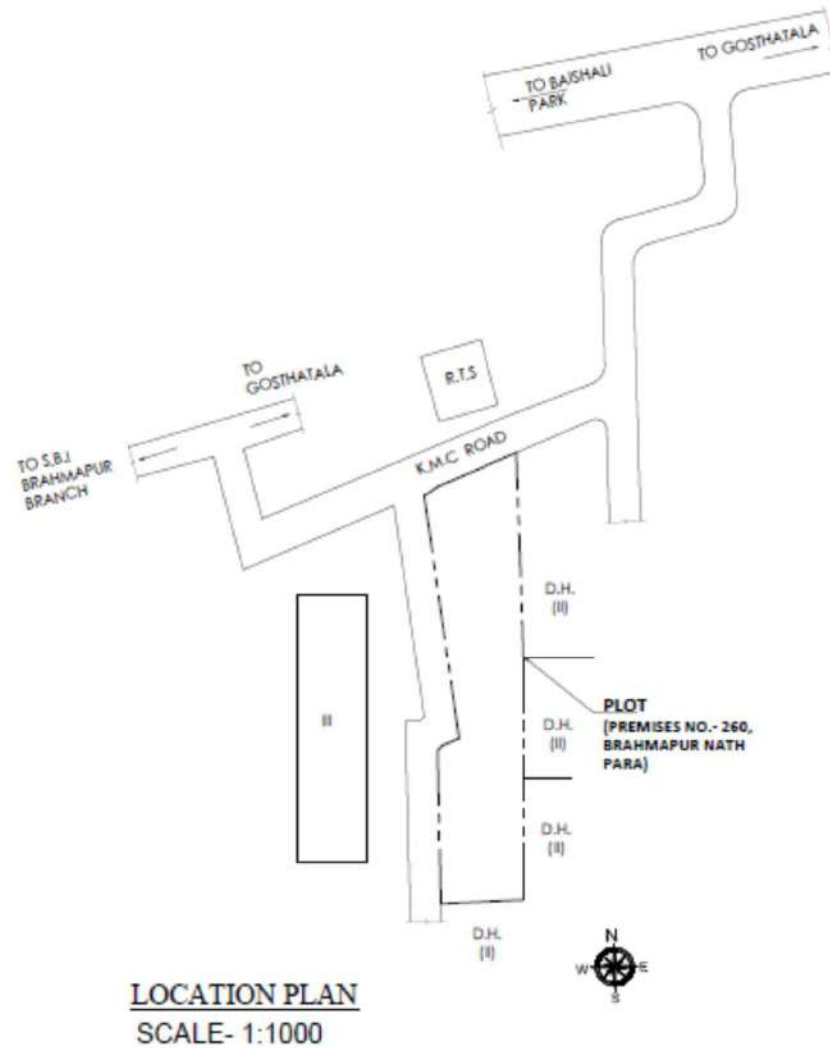 TO GOSTHATALA
TO BAISHALI
PARK
R.T.S
TO
GOSTHATALA
K.M.C ROAD
TO S.B.I
BRAHMAPUR
BRANCH
D.H.
(II)
II
PLOT
(PREMISES NO.- 260,
BRAHMAPUR NATH
PARA)
D.H.
(II)
D.H.
(II)
D.H.
(II)
N
W E
S
LOCATION PLAN
SCALE- 1:1000